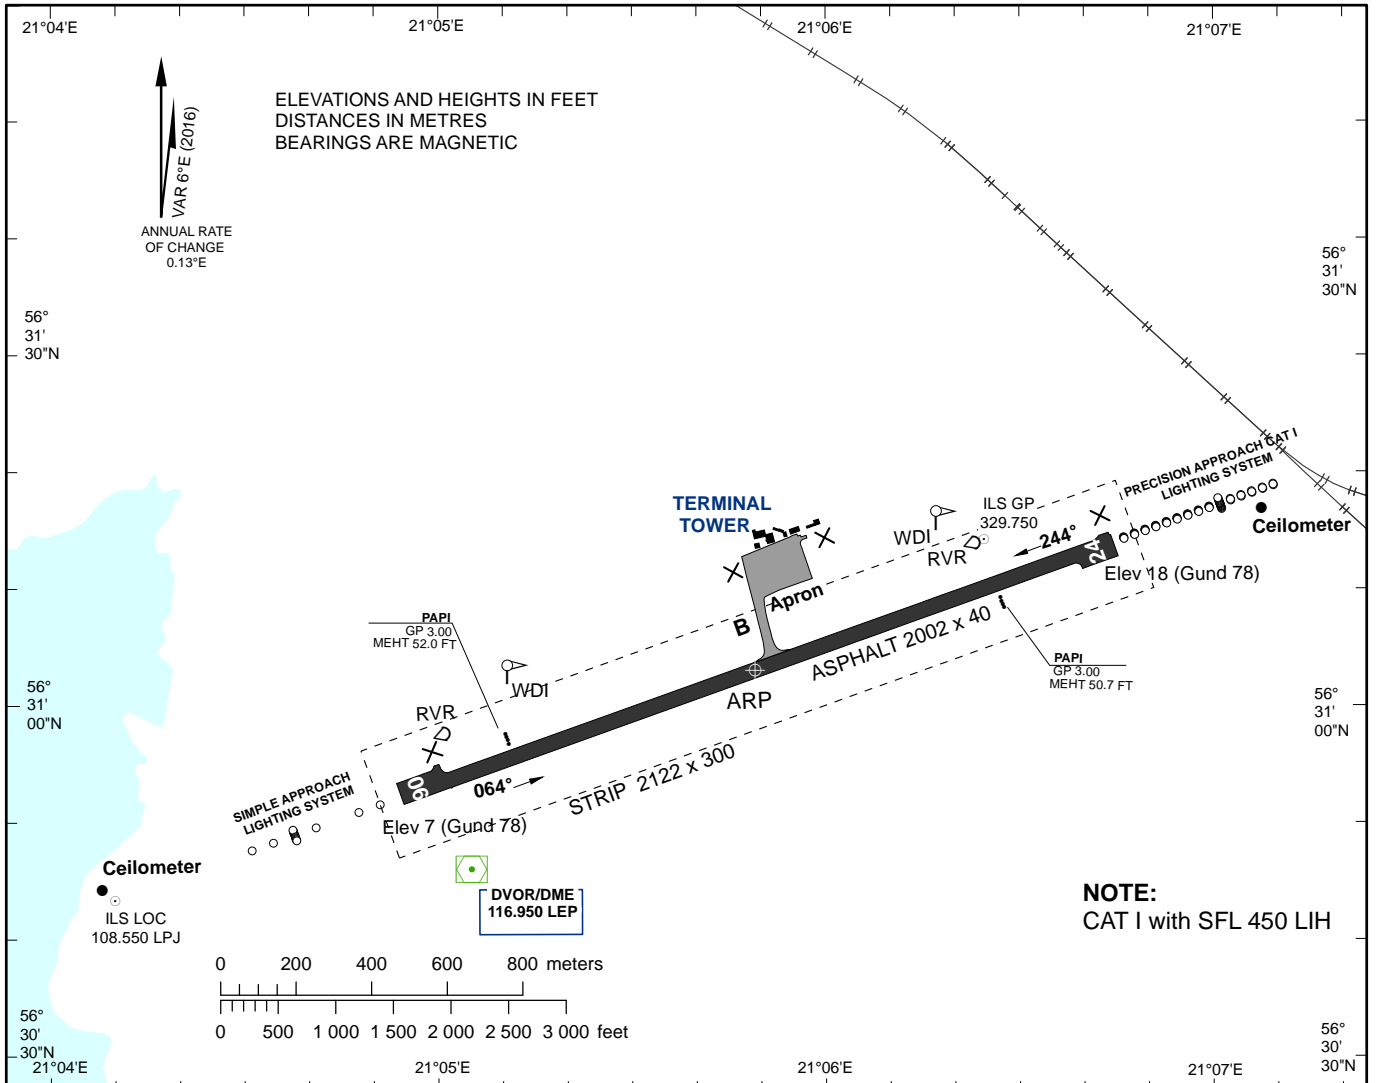 21°04'E
21°05'E
21°06'E
21°07'E
VAR 6°E (2016)
ANNUAL RATE
OF CHANGE
0.13°E
ELEVATIONS AND HEIGHTS IN FEET
DISTANCES IN METRES
BEARINGS ARE MAGNETIC
56°
31'
30"N
56°
31'
30"N
PRECISION APPROACH CAT I
LIGHTING SYSTEM
Ceilometer
TERMINAL
TOWER
WDI
RVR
ILS GP
329.750
244°
24
Elev 18 (Gund 78)
Apron
B
ASPHALT 2002 x 40
ARP
PAPI
GP 3.00
MEHT 52.0 FT
PAPI
GP 3.00
MEHT 50.7 FT
WDI
RVR
56°
31'
00"N
56°
31'
00"N
STRIP 2122 x 300
064°
06
Elev 7 (Gund 78)
SIMPLE APPROACH
LIGHTING SYSTEM
Ceilometer
ILS LOC
108.550 LPJ
DVOR/DME
116.950 LEP
NOTE:
CAT I with SFL 450 LIH
0 200 400 600 800 meters
0 500 1 000 1 500 2 000 2 500 3 000 feet
56°
30'
30"N
56°
30'
30"N
21°04'E
21°05'E
21°06'E
21°07'E